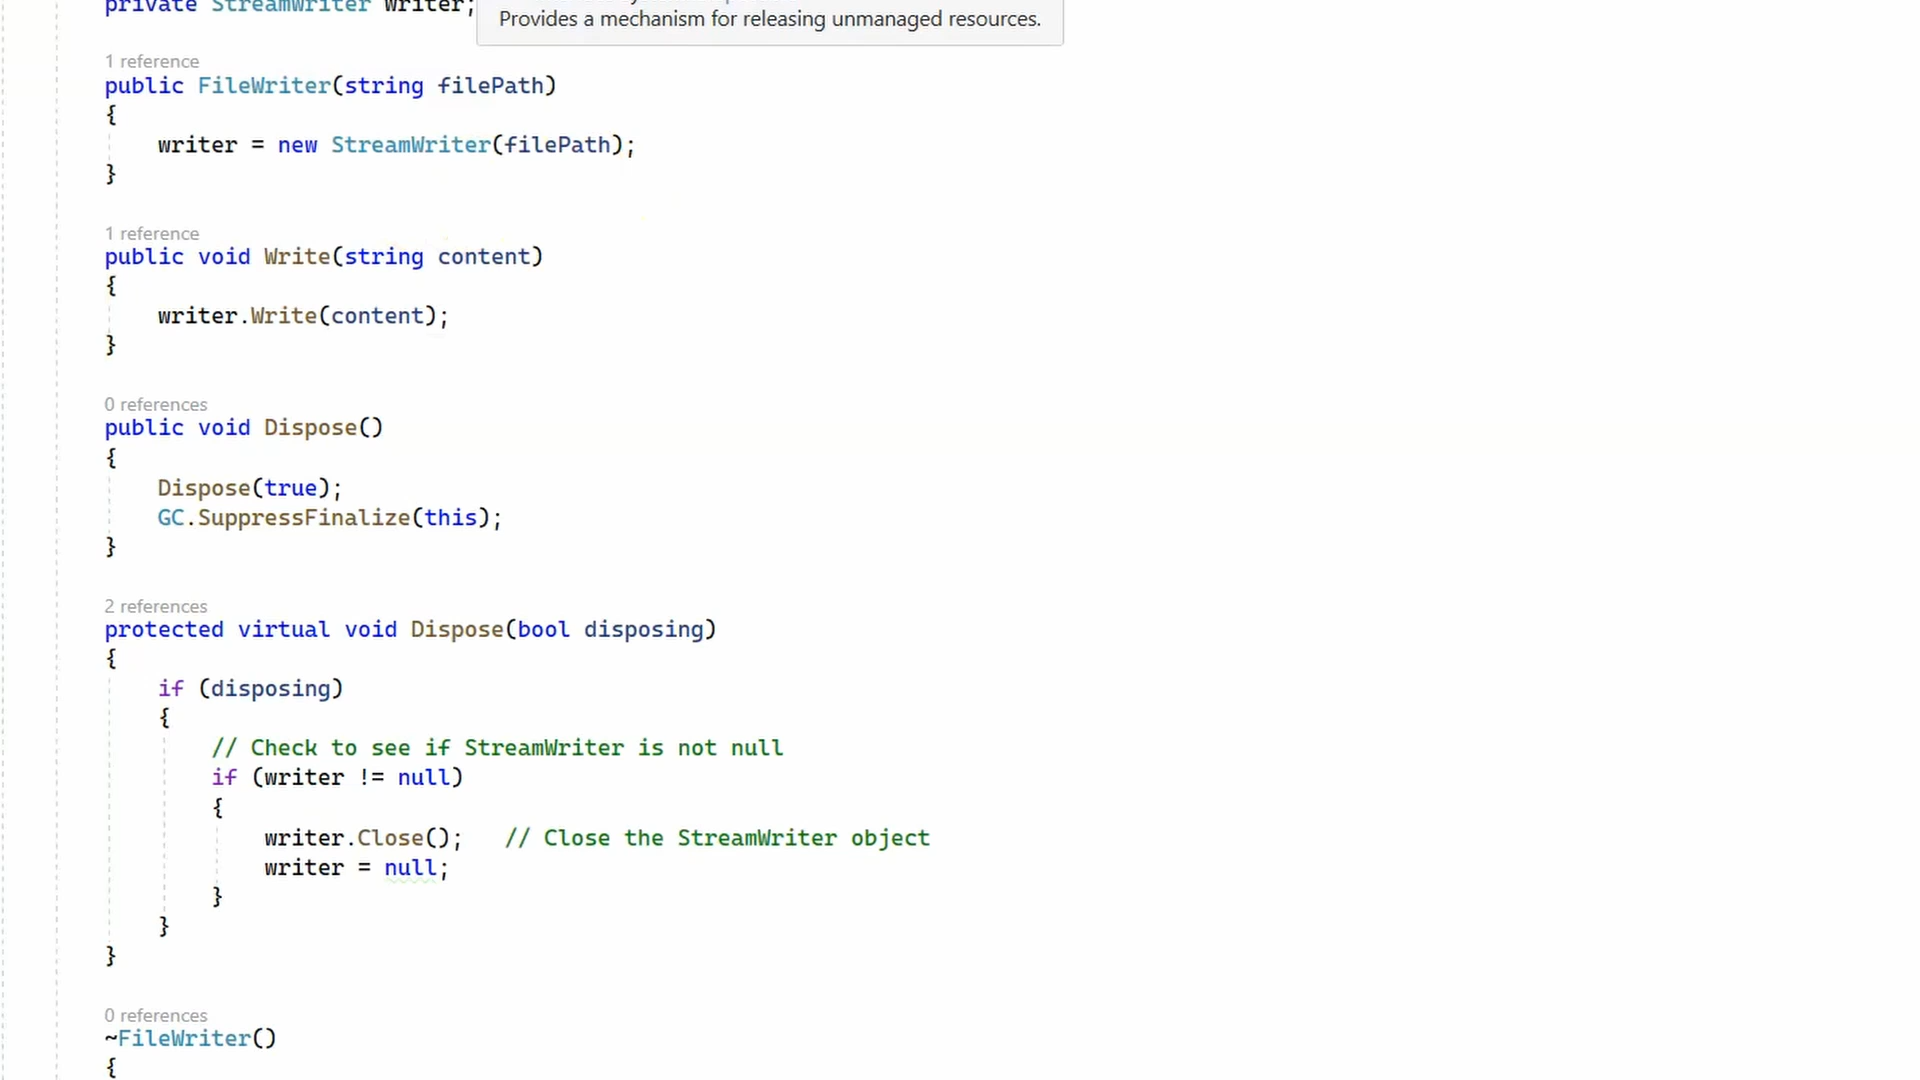 private StreamWriter writer;
Provides a mechanism for releasing unmanaged resources.
1 reference
public FileWriter(string filePath)
{
writer = new StreamWriter(filePath);
}
1 reference
public void Write(string content)
{
writer.Write(content);
}
0 references
public void Dispose()
{
Dispose(true);
GC.SuppressFinalize(this);
}
2 references
protected virtual void Dispose(bool disposing)
{
if (disposing)
{
// Check to see if StreamWriter is not null
if (writer != null)
{
writer.Close();   // Close the StreamWriter object
writer = null;
}
}
}
0 references
~FileWriter()
{